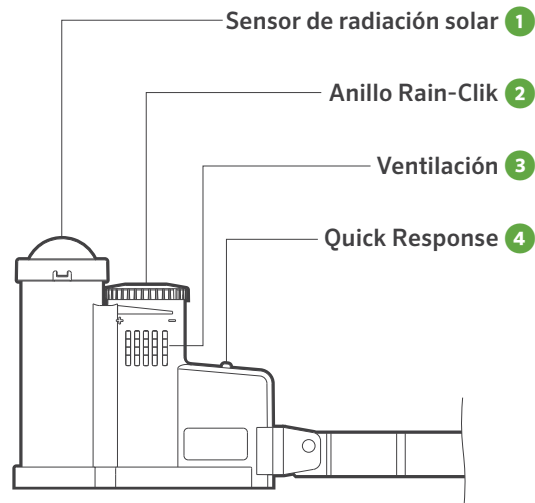 Sensor de radiación solar 1
Anillo Rain-Clik 2
Ventilación 3
Quick Response 4
+ −